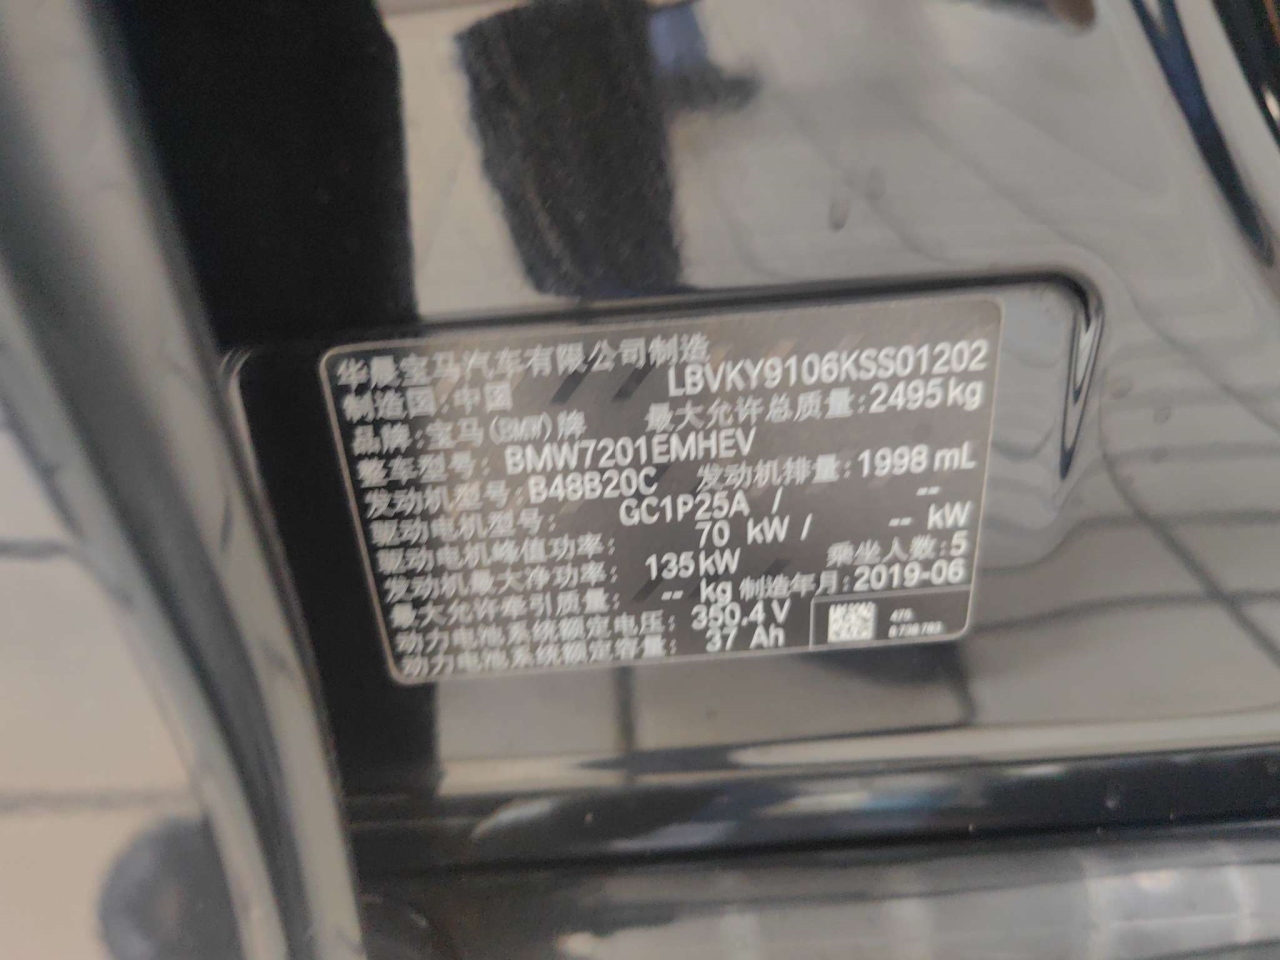 华晨宝马汽车有限公司制造
制造国:中国 LBVKY9106KSS01202
品牌:宝马(BMW)牌 最大允许总质量:2495kg
整车型号: BMW7201EMHEV
发动机型号: B48B20C 发动机排量:1998 mL
驱动电机型号: GC1P25A / --
驱动电机峰值功率: 70 kW / -- kW
发动机最大净功率: 135kW 乘坐人数:5
最大允许牵引质量: -- kg 制造年月:2019-06
动力电池系统额定电压: 350.4 V
动力电池系统额定容量: 37 Ah